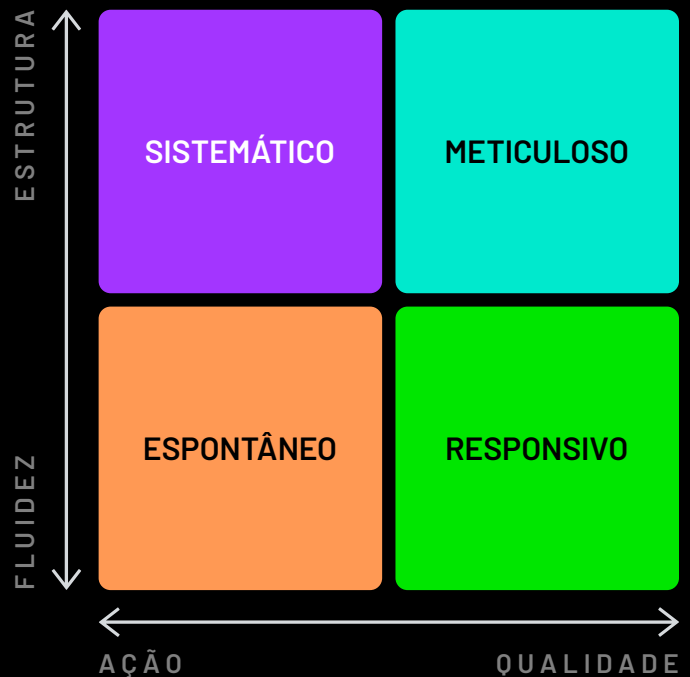 ESTRUTURA
SISTEMÁTICO
METICULOSO
FLUIDEZ
ESPONTÂNEO
RESPONSIVO
AÇÃO
QUALIDADE